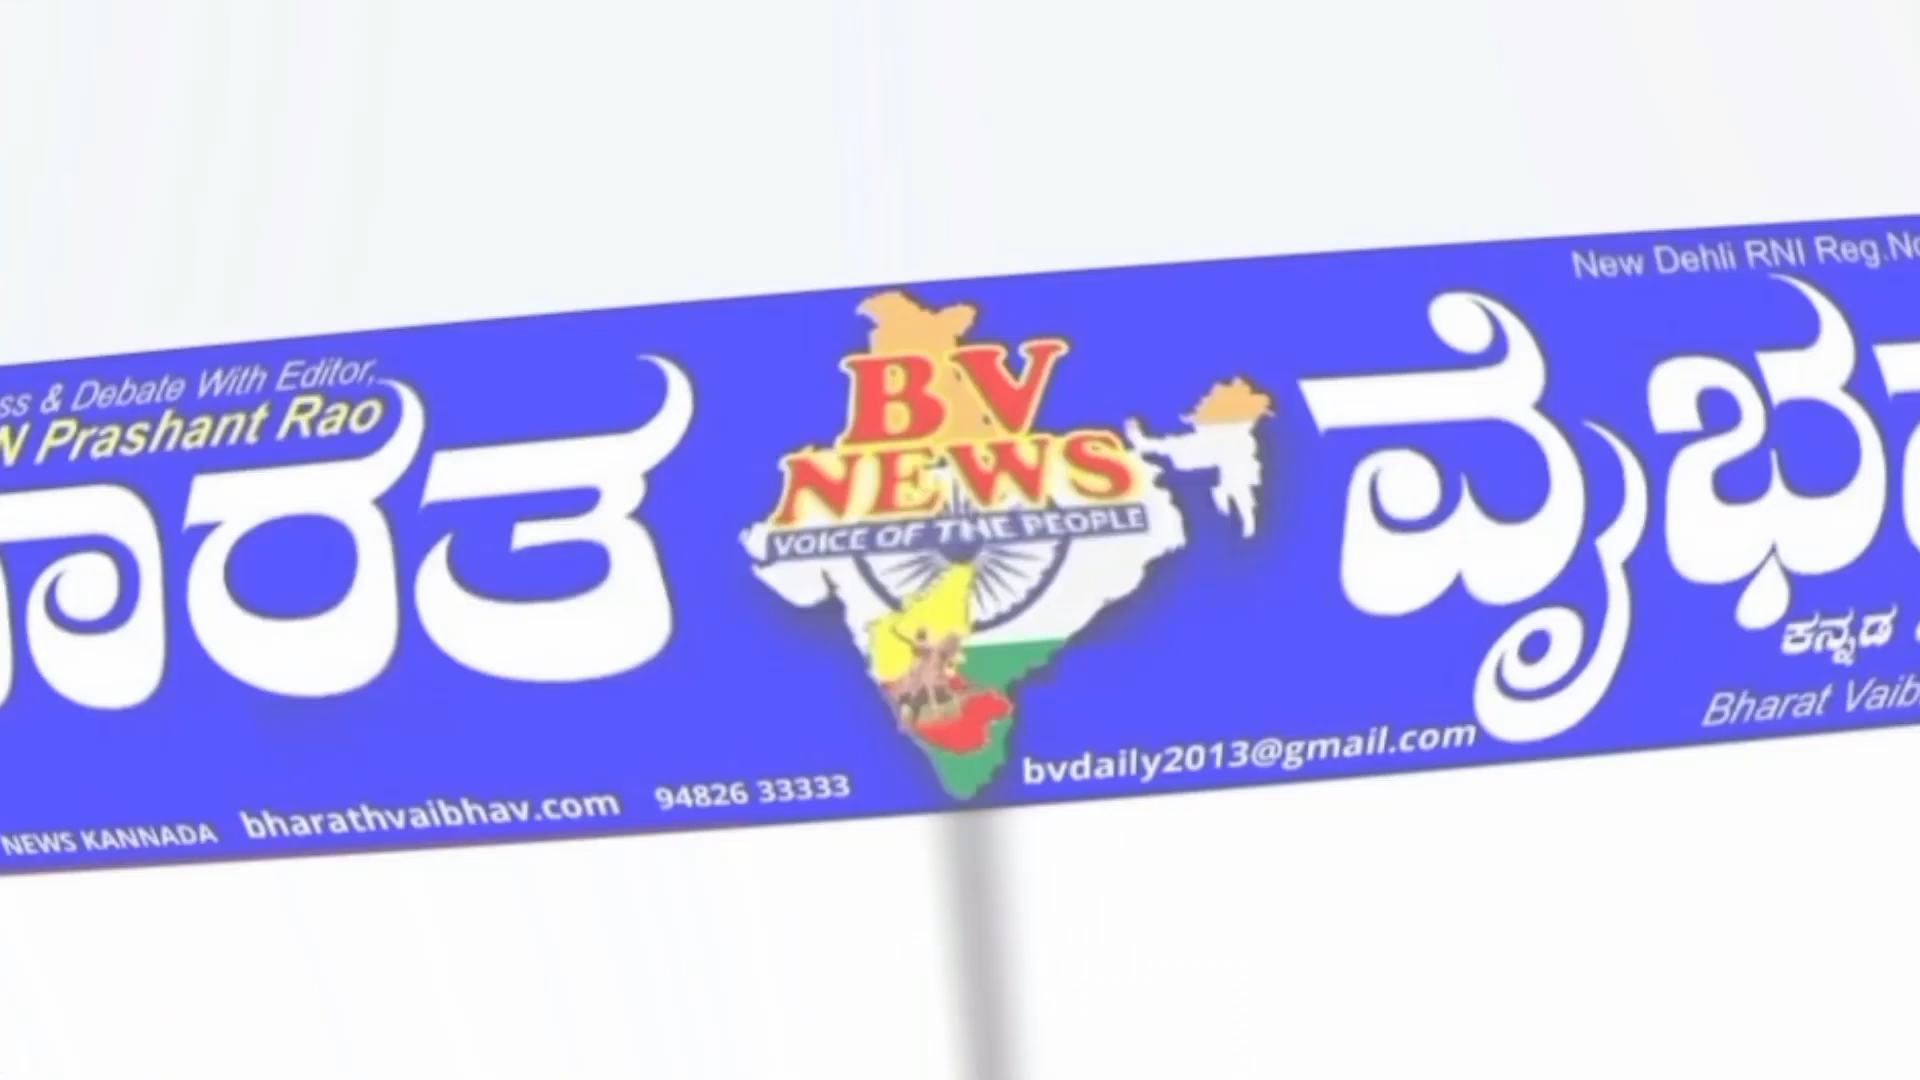 New Dehli RNI Reg.No
ss & Debate With Editor,
N Prashant Rao
ಾರತ
BV
NEWS
VOICE OF THE PEOPLE
ವೈಭ
ಕನ್ನಡ
Bharat Vaib
NEWS KANNADA bharathvaibhav.com 94826 33333 bvdaily2013@gmail.com